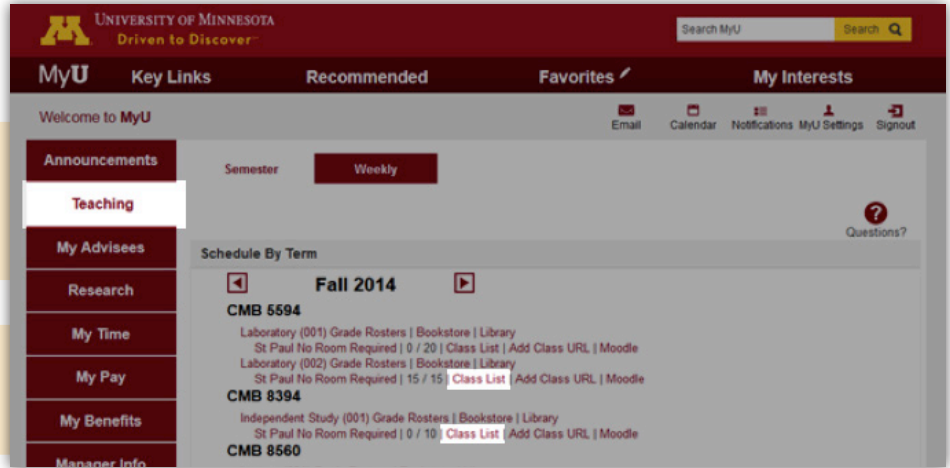 UNIVERSITY OF MINNESOTA
Driven to Discover
Search MyU
Search
MyU Key Links Recommended Favorites My Interests
Welcome to MyU
Email Calendar Notifications MyU Settings Signout
Announcements
Teaching
My Advisees
Research
My Time
My Pay
My Benefits
Manager Info
Semester Weekly
Questions?
Schedule By Term
Fall 2014
CMB 5594
Laboratory (001) Grade Rosters | Bookstore | Library
St Paul No Room Required | 0 / 20 | Class List | Add Class URL | Moodle
Laboratory (002) Grade Rosters | Bookstore | Library
St Paul No Room Required | 15 / 15 | Class List | Add Class URL | Moodle
CMB 8394
Independent Study (001) Grade Rosters | Bookstore | Library
St Paul No Room Required | 0 / 10 | Class List | Add Class URL | Moodle
CMB 8560